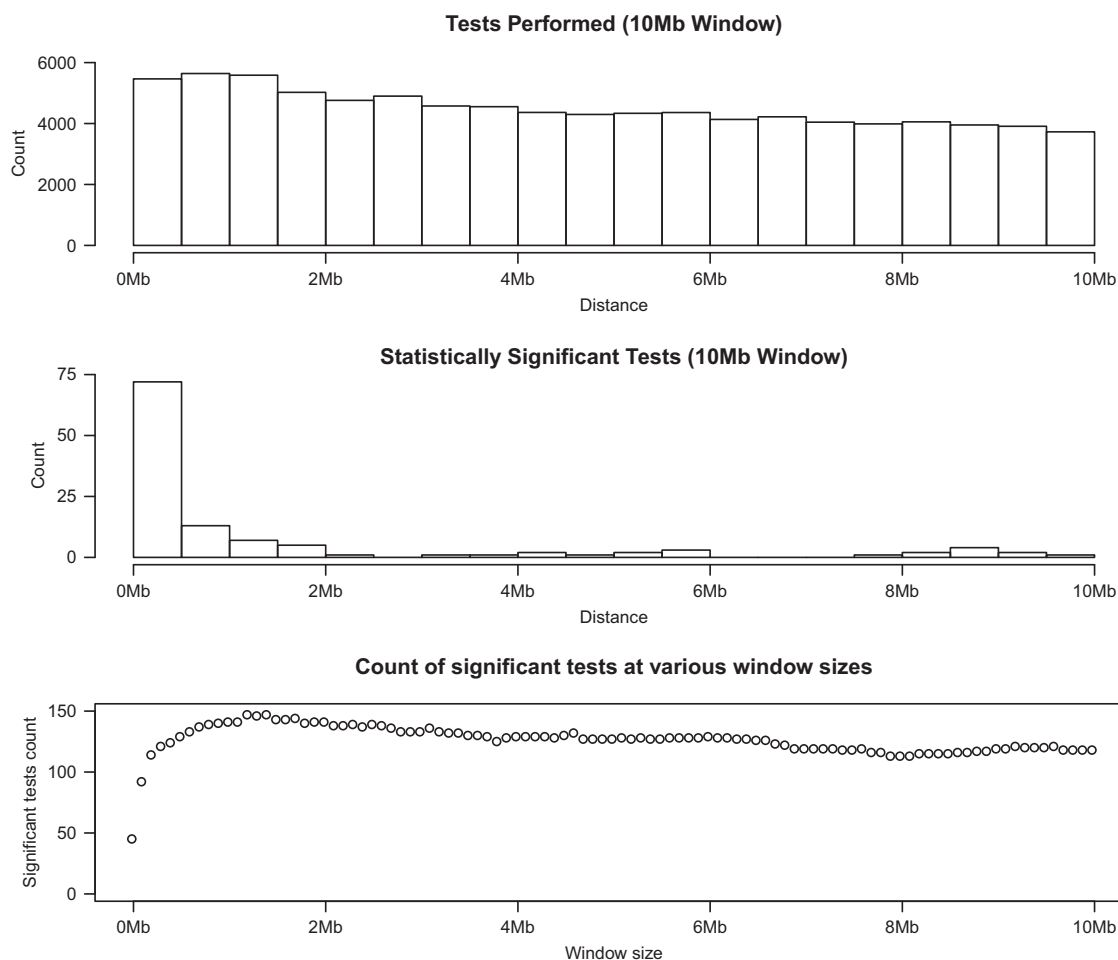 Tests Performed (10Mb Window)
6000
4000
2000
0
Count
0Mb 2Mb 4Mb 6Mb 8Mb 10Mb
Distance
Statistically Significant Tests (10Mb Window)
75
50
25
0
Count
0Mb 2Mb 4Mb 6Mb 8Mb 10Mb
Distance
Count of significant tests at various window sizes
150
100
50
0
Significant tests count
0Mb 2Mb 4Mb 6Mb 8Mb 10Mb
Window size